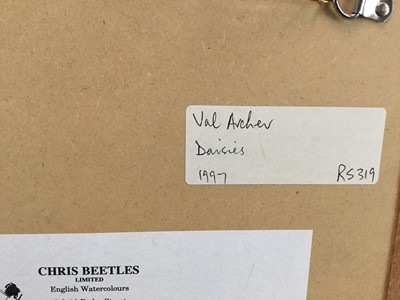 Val Archer
Daisies
1997 RS319
CHRIS BEETLES
LIMITED
English Watercolours